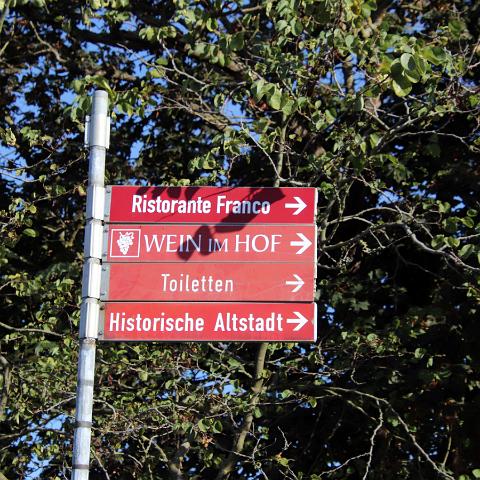 Ristorante Franco
WEIN IM HOF
Toiletten
Historische Altstadt